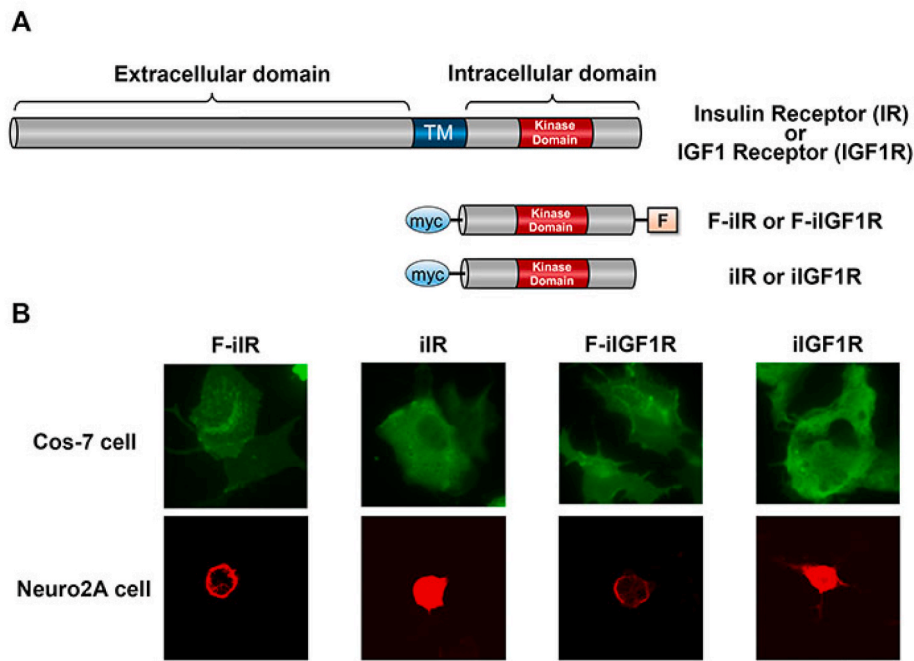 A
Extracellular domain
Intracellular domain
TM
Kinase
Domain
Insulin Receptor (IR)
or
IGF1 Receptor (IGF1R)
myc
Kinase
Domain
F
F-iIR or F-iIGF1R
myc
Kinase
Domain
iIR or iIGF1R
B
F-iIR
iIR
F-iIGF1R
iIGF1R
Cos-7 cell
Neuro2A cell